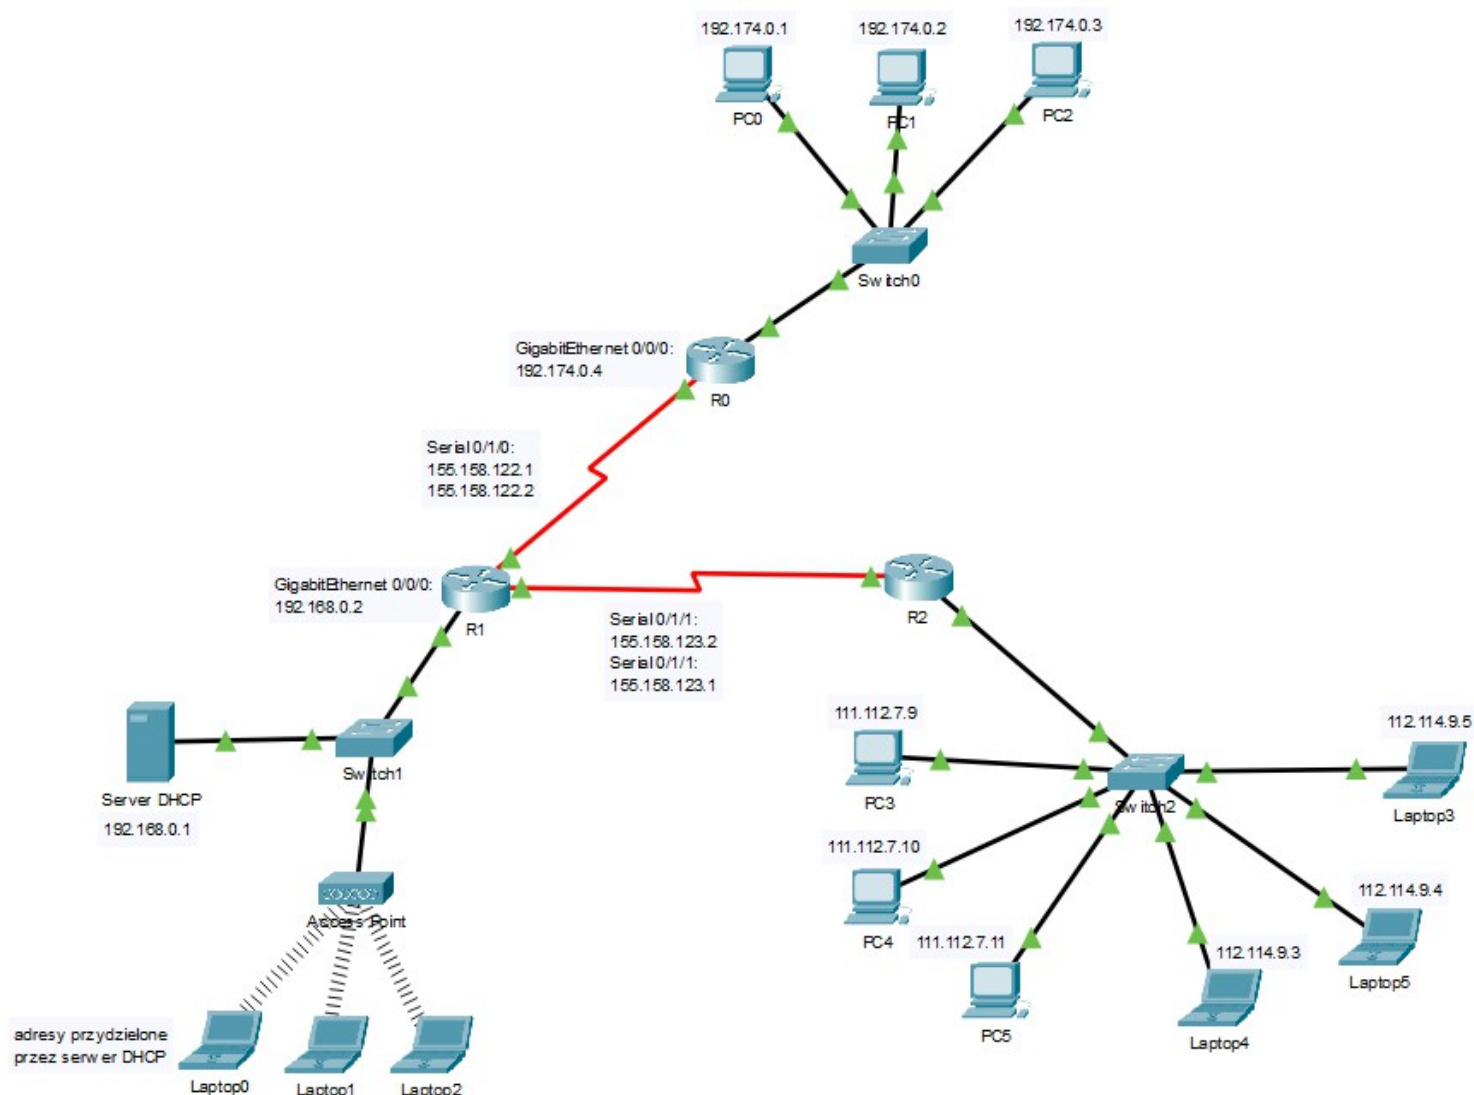 192.174.0.1
192.174.0.2
192.174.0.3
PC0
PC1
PC2
Switch0
GigabitEthernet 0/0/0:
192.174.0.4
R0
Serial 0/1/0:
155.158.122.1
155.158.122.2
GigabitEthernet 0/0/0:
192.168.0.2
R1
R2
Serial 0/1/1:
155.158.123.2
Serial 0/1/1:
155.158.123.1
Server DHCP
192.168.0.1
Switch1
Access Point
adresy przydzielone
przez serwer DHCP
Laptop0
Laptop1
Laptop2
111.112.7.9
PC3
Switch2
112.114.9.5
Laptop3
111.112.7.10
PC4
111.112.7.11
PC5
112.114.9.3
Laptop4
112.114.9.4
Laptop5